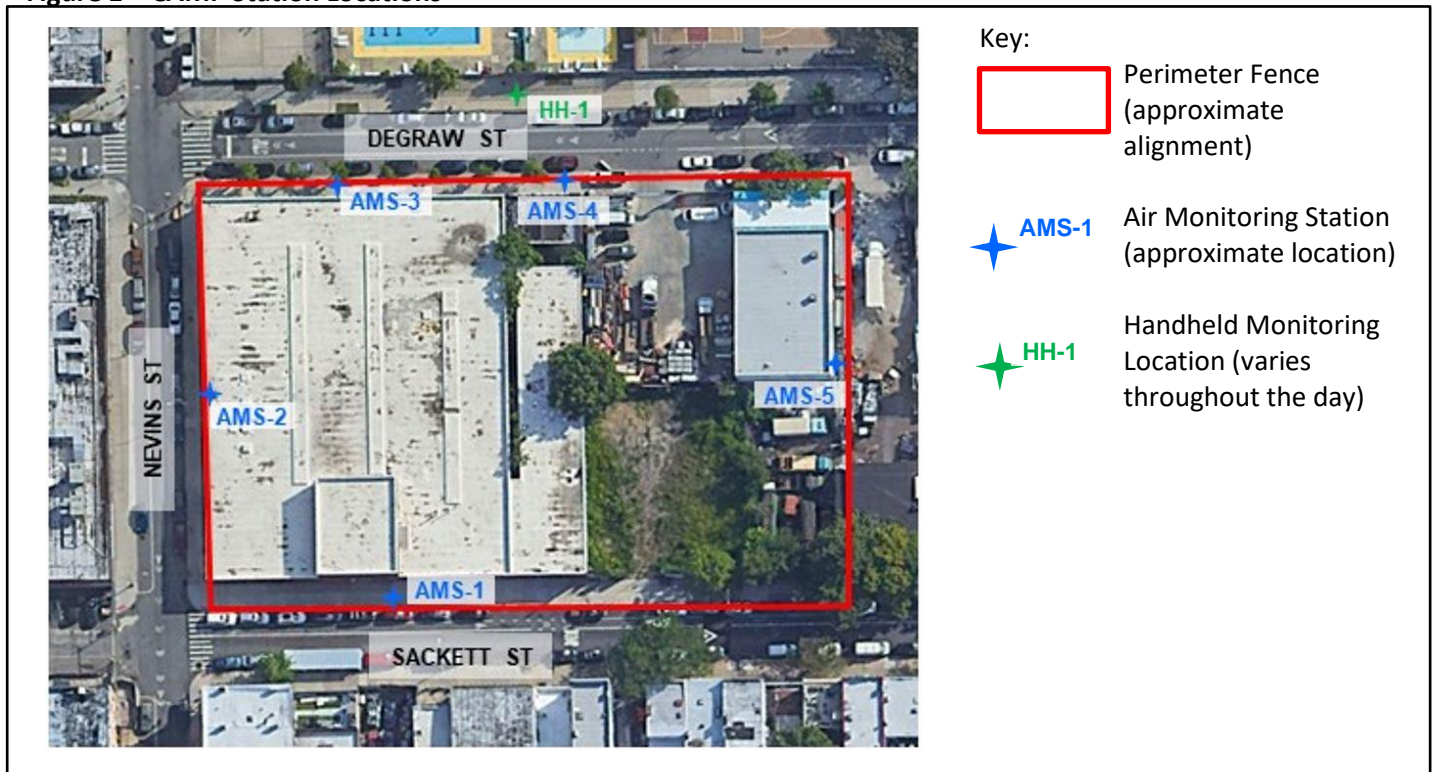 Key:
Perimeter Fence
(approximate
alignment)
AMS-1
Air Monitoring Station
(approximate location)
HH-1
Handheld Monitoring
Location (varies
throughout the day)
HH-1
DEGRAW ST
AMS-3
AMS-4
AMS-2
AMS-5
NEVINS ST
AMS-1
SACKETT ST